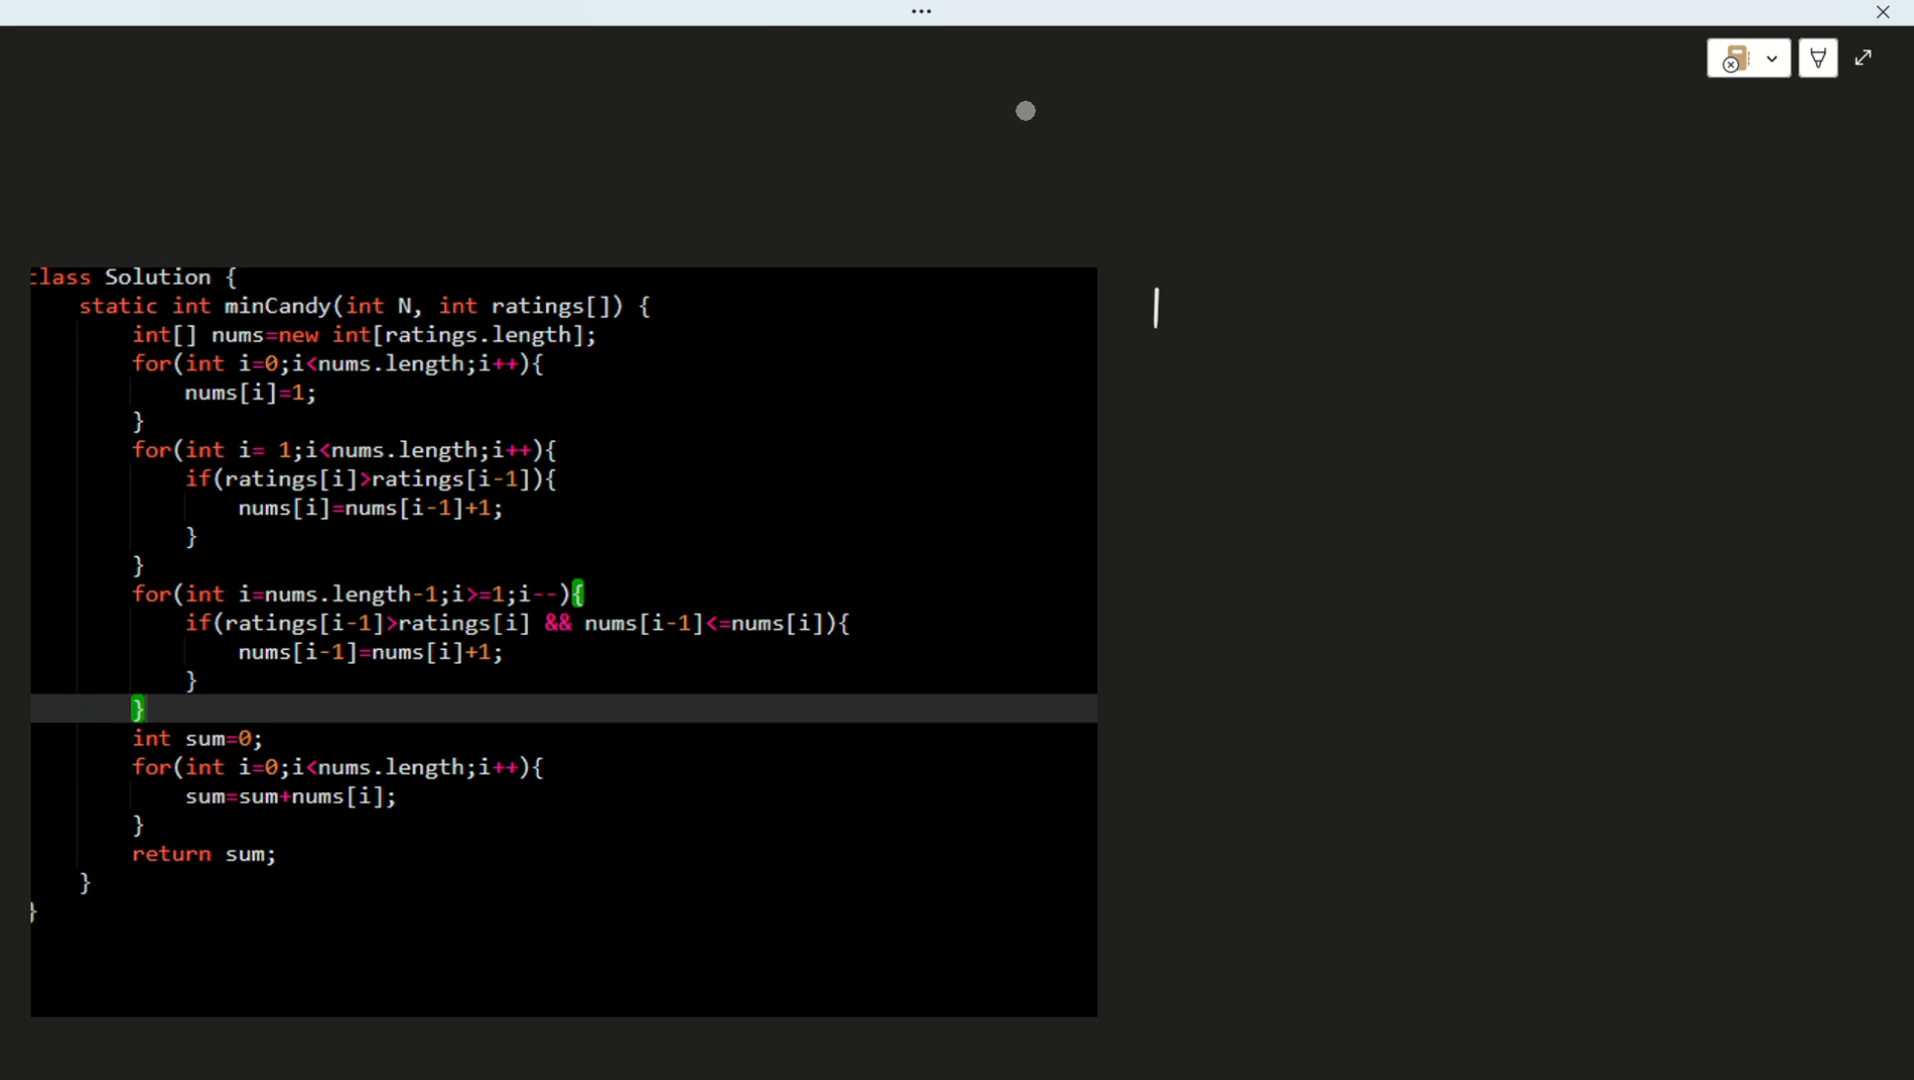 class Solution {
static int minCandy(int N, int ratings[]) {
int[] nums=new int[ratings.length];
for(int i=0;i<nums.length;i++){
nums[i]=1;
}
for(int i= 1;i<nums.length;i++){
if(ratings[i]>ratings[i-1]){
nums[i]=nums[i-1]+1;
}
}
for(int i=nums.length-1;i>=1;i--){
if(ratings[i-1]>ratings[i] && nums[i-1]<=nums[i]){
nums[i-1]=nums[i]+1;
}
}
int sum=0;
for(int i=0;i<nums.length;i++){
sum=sum+nums[i];
}
return sum;
}
}